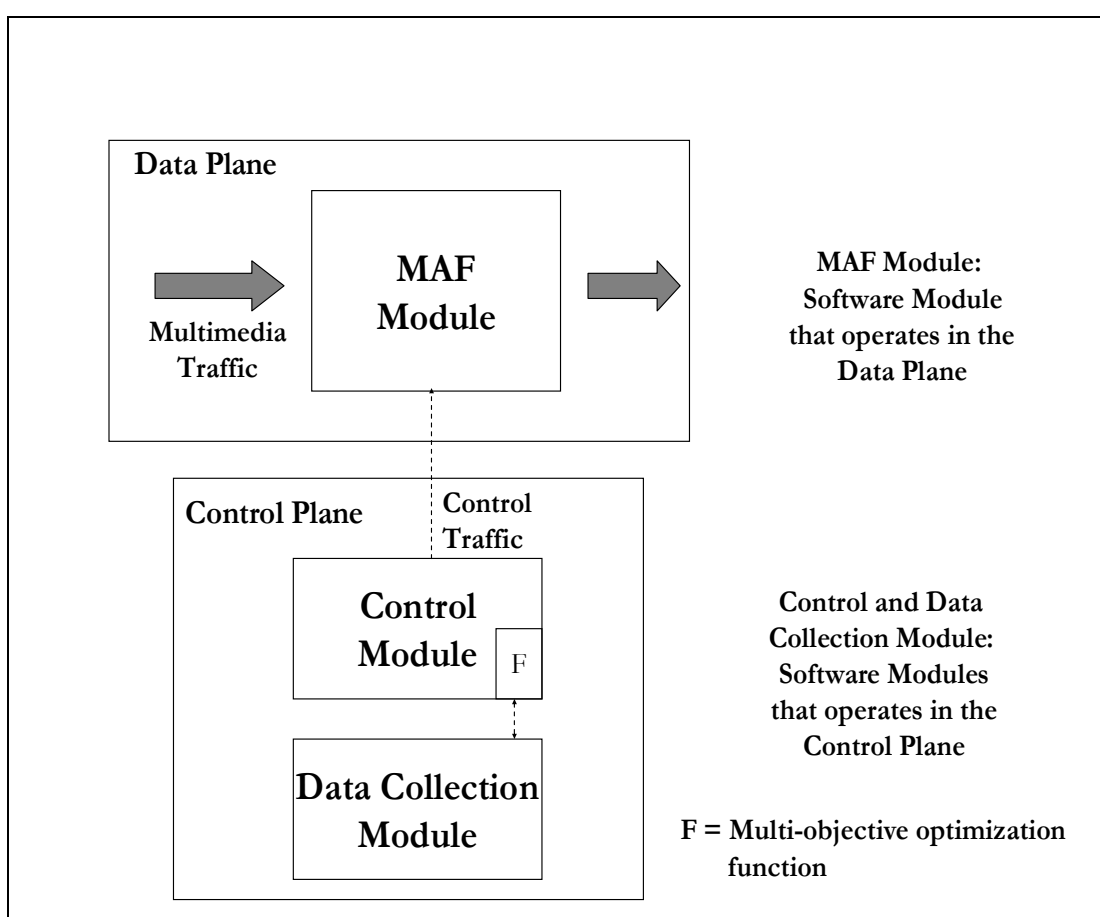 Data Plane
MAF
Module
Multimedia
Traffic
MAF Module:
Software Module
that operates in the
Data Plane
Control Plane
Control
Traffic
Control
Module
F
Data Collection
Module
Control and Data
Collection Module:
Software Modules
that operates in the
Control Plane
F = Multi-objective optimization
function